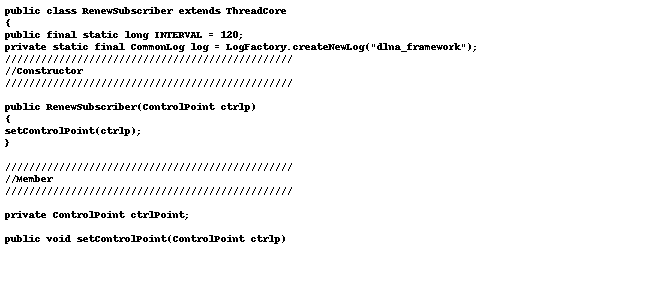 public class RenewSubscriber extends ThreadCore
{
public final static long INTERVAL = 120;
private static final CommonLog log = LogFactory.createNewLog("dlna_framework");
////////////////////////////////////////////////
//Constructor
////////////////////////////////////////////////
public RenewSubscriber(ControlPoint ctrlp)
{
setControlPoint(ctrlp);
}
////////////////////////////////////////////////
//Member
////////////////////////////////////////////////
private ControlPoint ctrlPoint;
public void setControlPoint(ControlPoint ctrlp)